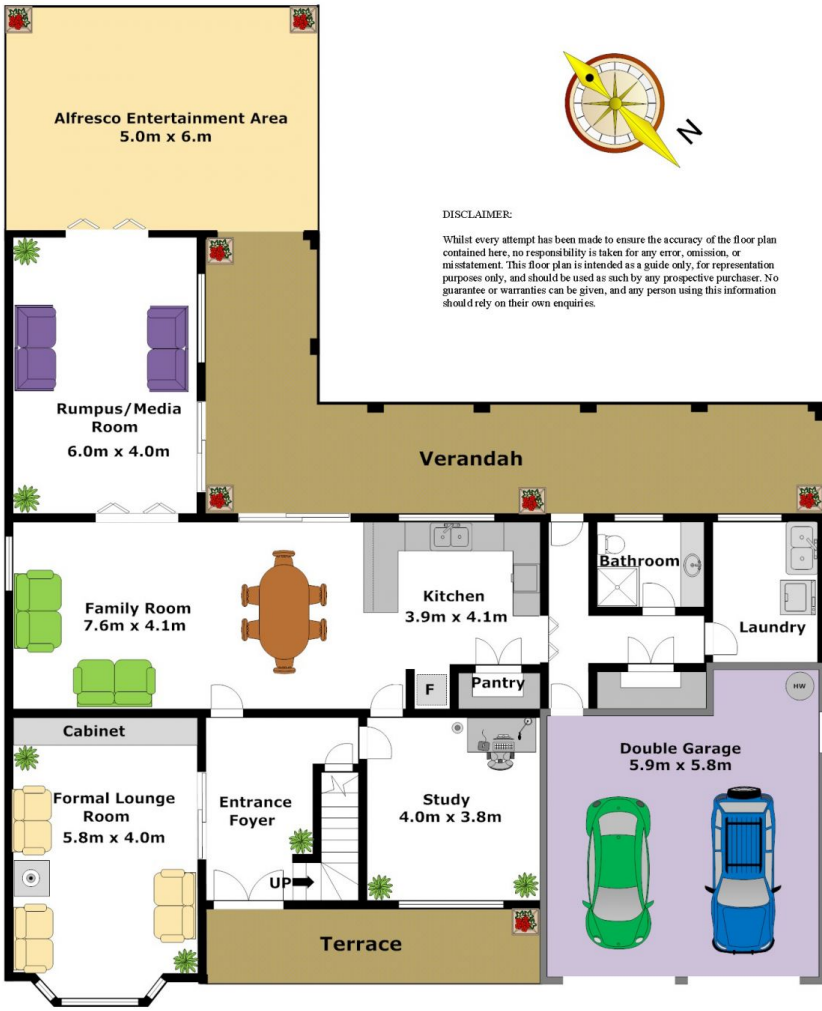 Alfresco Entertainment Area
5.0m x 6.m
N
DISCLAIMER:
Whilst every attempt has been made to ensure the accuracy of the floor plan
contained here, no responsibility is taken for any error, omission, or
misstatement. This floor plan is intended as a guide only, for representation
purposes only, and should be used as such by any prospective purchaser. No
guarantee or warranties can be given, and any person using this information
should rely on their own enquiries.
Rumpus/Media
Room
6.0m x 4.0m
Verandah
Family Room
7.6m x 4.1m
Kitchen
3.9m x 4.1m
Bathroom
Laundry
F
Pantry
HW
Cabinet
Formal Lounge
Room
5.8m x 4.0m
Entrance
Foyer
UP
Study
4.0m x 3.8m
Double Garage
5.9m x 5.8m
Terrace